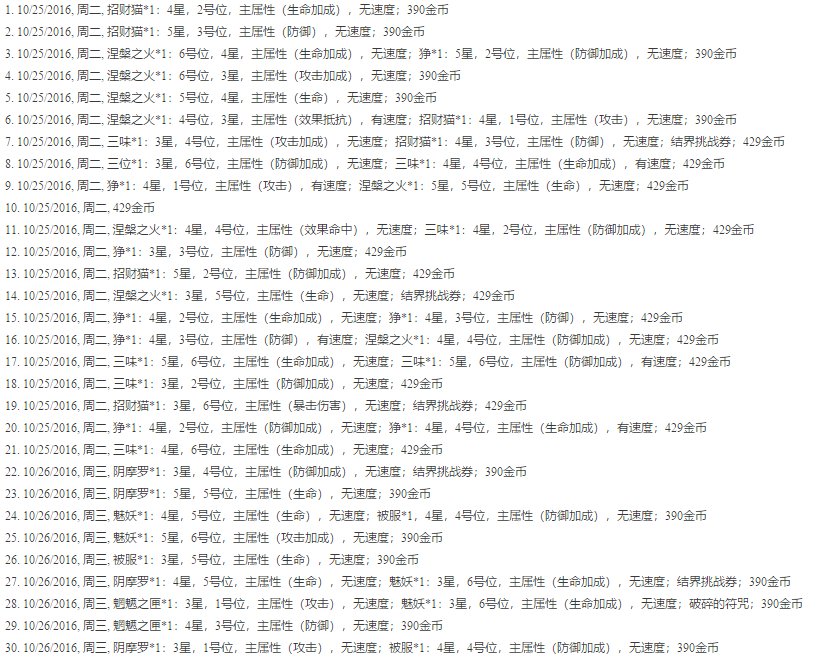 1. 10/25/2016, 周二, 招财猫*1：4星，2号位，主属性（生命加成），无速度；390金币
2. 10/25/2016, 周二, 招财猫*1：5星，3号位，主属性（防御），无速度；390金币
3. 10/25/2016, 周二, 涅槃之火*1：6号位，4星，主属性（生命加成），无速度；狰*1：5星，2号位，主属性（防御加成），无速度；390金币
4. 10/25/2016, 周二, 涅槃之火*1：6号位，3星，主属性（攻击加成），无速度；390金币
5. 10/25/2016, 周二, 涅槃之火*1：5号位，4星，主属性（生命），无速度；390金币
6. 10/25/2016, 周二, 涅槃之火*1：4号位，3星，主属性（效果抵抗），有速度；招财猫*1：4星，1号位，主属性（攻击），无速度；390金币
7. 10/25/2016, 周二, 三味*1：3星，4号位，主属性（攻击加成），无速度；招财猫*1：4星，3号位，主属性（防御），无速度；结界挑战券；429金币
8. 10/25/2016, 周二, 三位*1：3星，6号位，主属性（防御加成），无速度；三味*1：4星，4号位，主属性（生命加成），有速度；429金币
9. 10/25/2016, 周二, 狰*1：4星，1号位，主属性（攻击），有速度；涅槃之火*1：5星，5号位，主属性（生命），无速度；429金币
10. 10/25/2016, 周二, 429金币
11. 10/25/2016, 周二, 涅槃之火*1：4星，4号位，主属性（效果命中），无速度；三味*1：4星，2号位，主属性（防御加成），无速度；429金币
12. 10/25/2016, 周二, 狰*1：3星，3号位，主属性（防御），无速度；429金币
13. 10/25/2016, 周二, 招财猫*1：5星，2号位，主属性（防御加成），无速度；429金币
14. 10/25/2016, 周二, 涅槃之火*1：3星，5号位，主属性（生命），无速度；结界挑战券；429金币
15. 10/25/2016, 周二, 狰*1：4星，2号位，主属性（生命加成），无速度；狰*1：4星，3号位，主属性（防御），无速度；429金币
16. 10/25/2016, 周二, 狰*1：4星，3号位，主属性（防御），有速度；涅槃之火*1：4星，4号位，主属性（防御加成），无速度；429金币
17. 10/25/2016, 周二, 三味*1：5星，6号位，主属性（生命加成），无速度；三味*1：5星，6号位，主属性（防御加成），有速度；429金币
18. 10/25/2016, 周二, 三味*1：3星，2号位，主属性（防御加成），无速度；429金币
19. 10/25/2016, 周二, 招财猫*1：3星，6号位，主属性（暴击伤害），无速度；结界挑战券；429金币
20. 10/25/2016, 周二, 狰*1：4星，2号位，主属性（防御加成），无速度；狰*1：4星，4号位，主属性（生命加成），有速度；429金币
21. 10/25/2016, 周二, 三味*1：4星，6号位，主属性（生命加成），无速度；429金币
22. 10/26/2016, 周三, 阴摩罗*1：3星，4号位，主属性（防御加成），无速度；结界挑战券；390金币
23. 10/26/2016, 周三, 阴摩罗*1：5星，5号位，主属性（生命），无速度；390金币
24. 10/26/2016, 周三, 魅妖*1：4星，5号位，主属性（生命），无速度；被服*1，4星，4号位，主属性（防御加成），无速度；390金币
25. 10/26/2016, 周三, 魅妖*1：5星，6号位，主属性（攻击加成），无速度；390金币
26. 10/26/2016, 周三, 被服*1：3星，5号位，主属性（生命），无速度；390金币
27. 10/26/2016, 周三, 阴摩罗*1：4星，5号位，主属性（生命），无速度；魅妖*1：3星，6号位，主属性（生命加成），无速度；结界挑战券；390金币
28. 10/26/2016, 周三, 魍魉之匣*1：3星，1号位，主属性（攻击），无速度；魅妖*1：3星，6号位，主属性（生命加成），无速度；破碎的符咒；390金币
29. 10/26/2016, 周三, 魍魉之匣*1：4星，3号位，主属性（防御），无速度；390金币
30. 10/26/2016, 周三, 阴摩罗*1：3星，1号位，主属性（攻击），无速度；被服*1：4星，4号位，主属性（防御加成），无速度；390金币